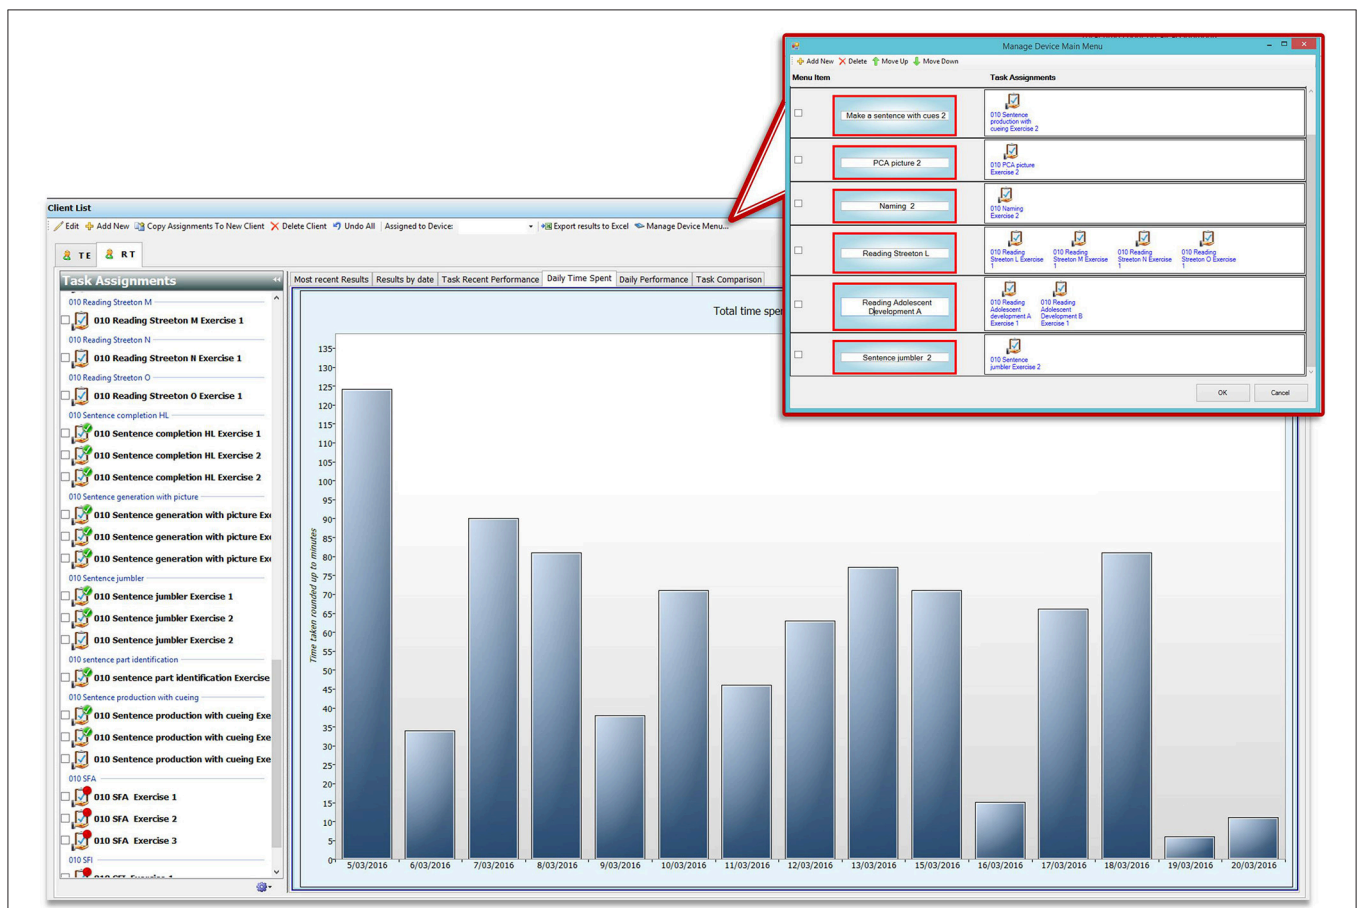 Manage Device Main Menu
Add New Delete Move Up Move Down
Menu Item Task Assignments
Make a sentence with cues 2
010 Sentence
production with
cueing Exercise 2
PCA picture 2
010 PCA picture
Exercise 2
Naming 2
010 Naming
Exercise 2
Reading Streeton L
010 Reading 010 Reading 010 Reading 010 Reading
Streeton L Exercise Streeton M Exercise Streeton N Exercise Streeton O Exercise
1 1 1 1
Reading Adolescent
Development A
010 Reading 010 Reading
Adolescent Adolescent
development A Development B
Exercise 1 Exercise 1
Sentence jumbler 2
010 Sentence
jumbler Exercise 2
OK Cancel
Client List
Edit Add New Copy Assignments To New Client Delete Client Undo All Assigned to Device: Export results to Excel Manage Device Menu...
T E R T
Task Assignments
010 Reading Streeton M
010 Reading Streeton M Exercise 1
010 Reading Streeton N
010 Reading Streeton N Exercise 1
010 Reading Streeton O
010 Reading Streeton O Exercise 1
010 Sentence completion HL
010 Sentence completion HL Exercise 1
010 Sentence completion HL Exercise 2
010 Sentence completion HL Exercise 2
010 Sentence generation with picture
010 Sentence generation with picture Exe
010 Sentence generation with picture Exe
010 Sentence generation with picture Exe
010 Sentence jumbler
010 Sentence jumbler Exercise 1
010 Sentence jumbler Exercise 2
010 Sentence jumbler Exercise 2
010 sentence part identification
010 sentence part identification Exercise
010 Sentence production with cueing
010 Sentence production with cueing Exe
010 Sentence production with cueing Exe
010 Sentence production with cueing Exe
010 SFA
010 SFA Exercise 1
010 SFA Exercise 2
010 SFA Exercise 3
010 SFI
Most recent Results Results by date Task Recent Performance Daily Time Spent Daily Performance Task Comparison
Total time spe
Time taken rounded up to minutes
135
130
125
120
115
110
105
100
95
90
85
80
75
70
65
60
55
50
45
40
35
30
25
20
15
10
5
0
5/03/2016 6/03/2016 7/03/2016 8/03/2016 9/03/2016 10/03/2016 11/03/2016 12/03/2016 13/03/2016 15/03/2016 16/03/2016 17/03/2016 18/03/2016 19/03/2016 20/03/2016